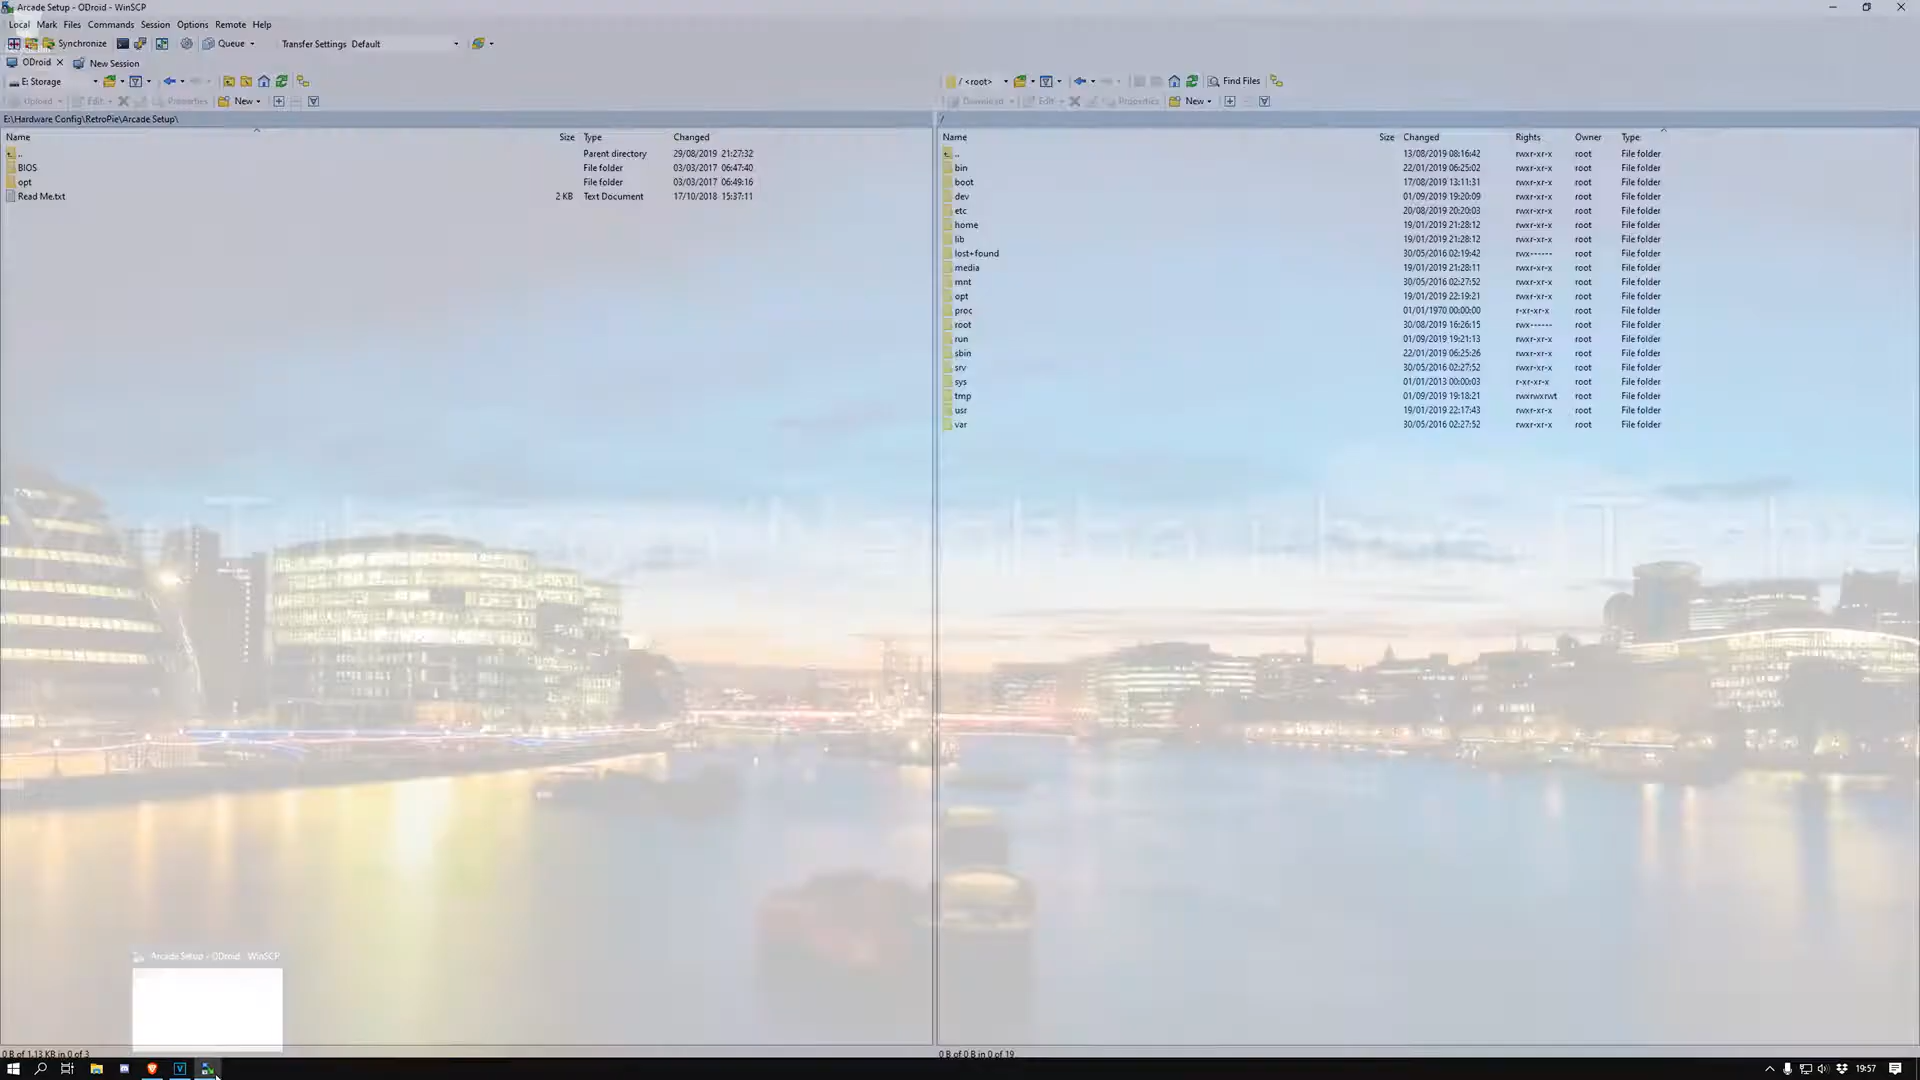 Arcade Setup - ODroid - WinSCP
Local Mark Files Commands Session Options Remote Help
Synchronize Queue Transfer Settings Default
ODroid New Session
E: Storage
Upload Edit Properties New
E:\Hardware Config\RetroPie\Arcade Setup\
Name Size Type Changed
.. Parent directory 29/08/2019 21:27:32
BIOS File folder 03/03/2017 06:47:40
opt File folder 03/03/2017 06:49:16
Read Me.txt 2 KB Text Document 17/10/2018 15:37:11
/ <root> Find Files
Download Edit Properties New
/
Name Size Changed Rights Owner Type
.. 13/08/2019 08:16:42 rwxr-xr-x root File folder
bin 22/01/2019 06:25:02 rwxr-xr-x root File folder
boot 17/08/2019 13:11:31 rwxr-xr-x root File folder
dev 01/09/2019 19:20:09 rwxr-xr-x root File folder
etc 20/08/2019 20:20:03 rwxr-xr-x root File folder
home 19/01/2019 21:28:12 rwxr-xr-x root File folder
lib 19/01/2019 21:28:12 rwxr-xr-x root File folder
lost+found 30/05/2016 02:19:42 rwx------ root File folder
media 19/01/2019 21:28:11 rwxr-xr-x root File folder
mnt 30/05/2016 02:27:52 rwxr-xr-x root File folder
opt 19/01/2019 22:19:21 rwxr-xr-x root File folder
proc 01/01/1970 00:00:00 r-xr-xr-x root File folder
root 30/08/2019 16:26:15 rwx------ root File folder
run 01/09/2019 19:21:13 rwxr-xr-x root File folder
sbin 22/01/2019 06:25:26 rwxr-xr-x root File folder
srv 30/05/2016 02:27:52 rwxr-xr-x root File folder
sys 01/01/2013 00:00:03 r-xr-xr-x root File folder
tmp 01/09/2019 19:18:21 rwxrwxrwt root File folder
usr 19/01/2019 22:17:43 rwxr-xr-x root File folder
var 30/05/2016 02:27:52 rwxr-xr-x root File folder
Arcade Setup - ODroid - WinSCP
0 B of 1.13 KB in 0 of 3
0 B of 0 B in 0 of 19
19:57